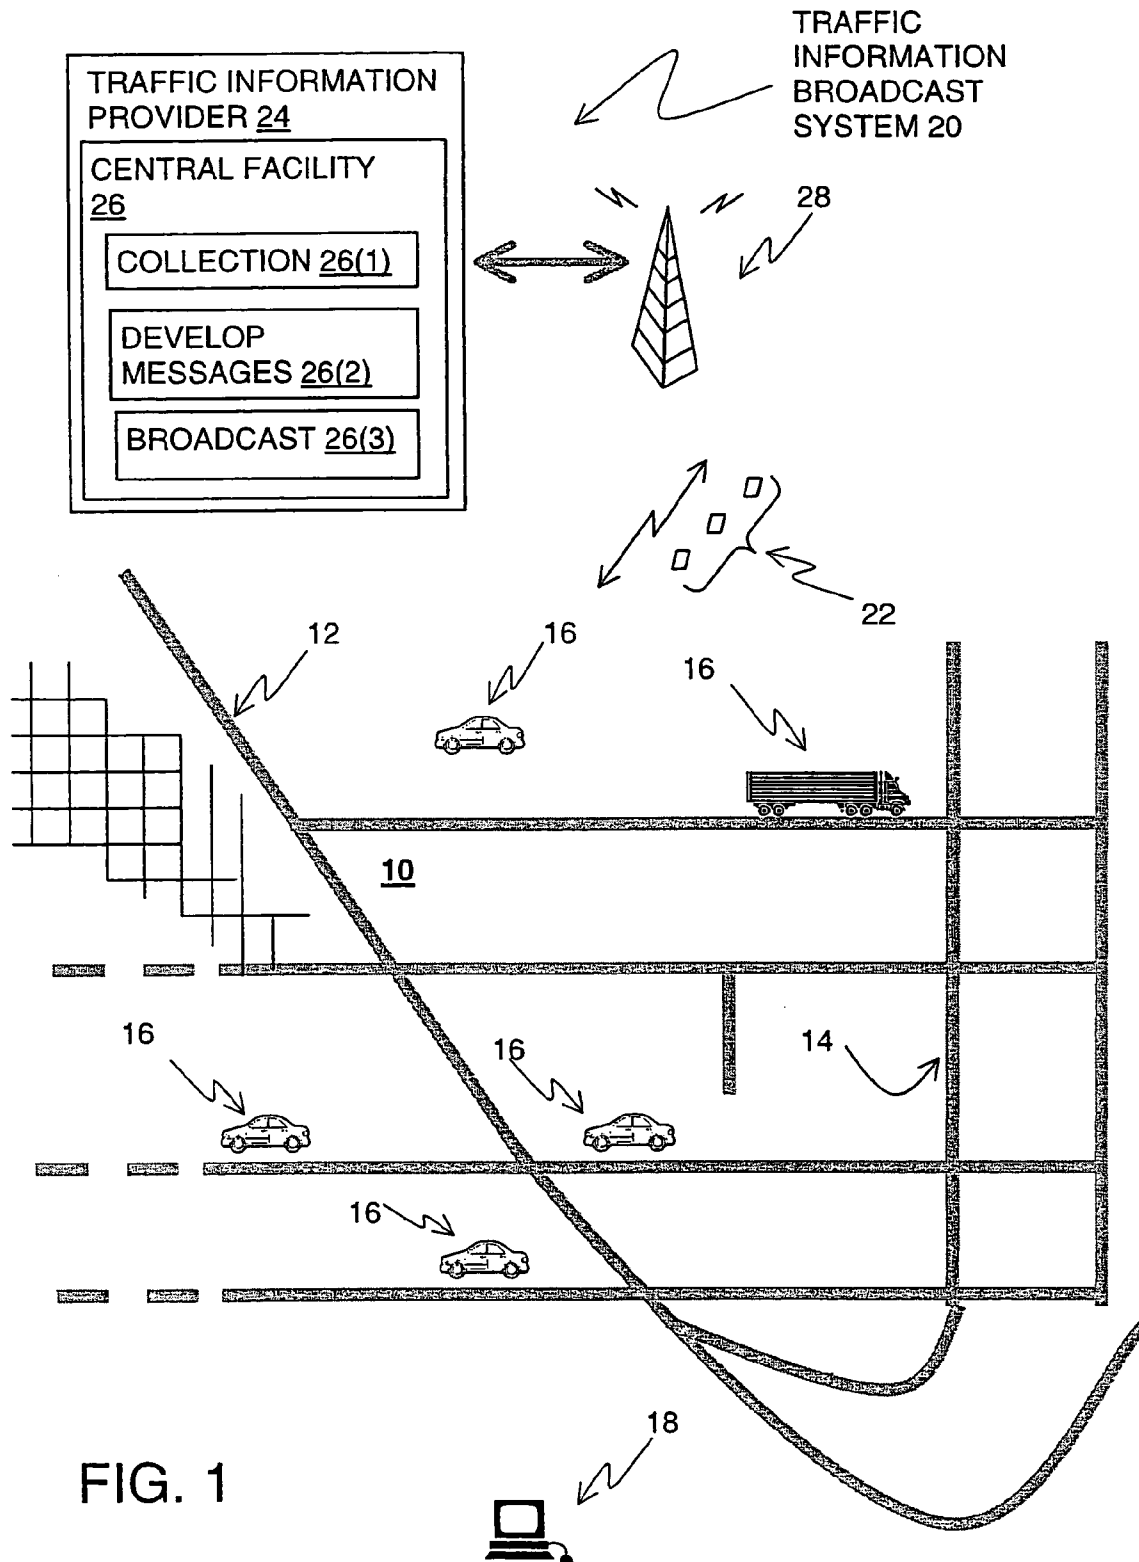 TRAFFIC
INFORMATION
BROADCAST
SYSTEM 20
TRAFFIC INFORMATION
PROVIDER 24
CENTRAL FACILITY
26
COLLECTION 26(1)
DEVELOP
MESSAGES 26(2)
BROADCAST 26(3)
28
22
12
16
16
10
16
16
14
16
18
FIG. 1